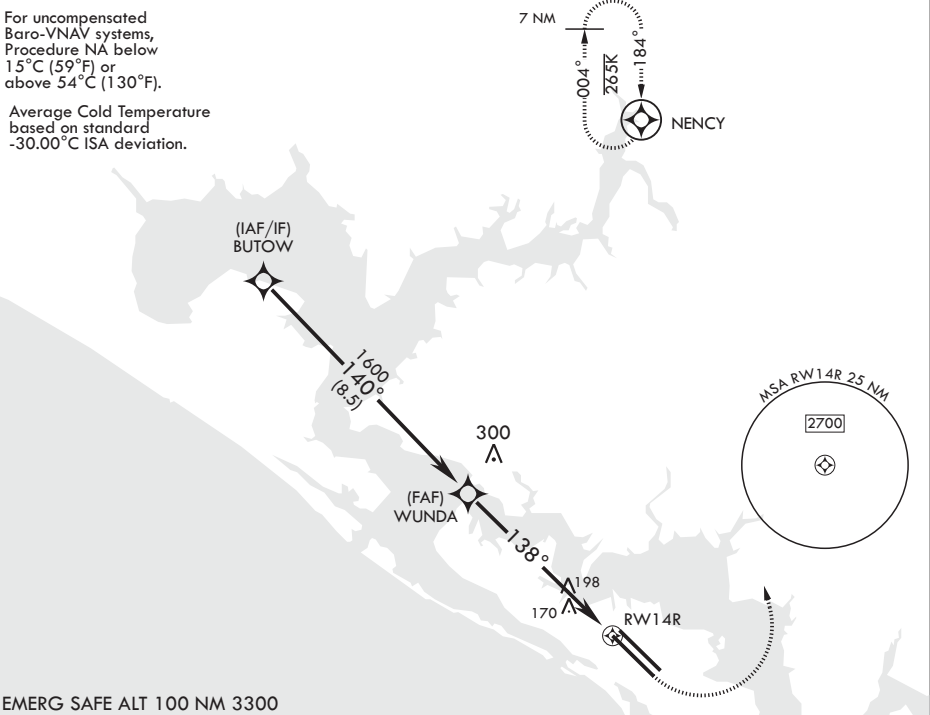 For uncompensated
Baro-VNAV systems,
Procedure NA below
15°C (59°F) or
above 54°C (130°F).
Average Cold Temperature
based on standard
-30.00°C ISA deviation.
7 NM
004°
265K
184°
NENCY
(IAF/IF)
BUTOW
1600
140°
(8.5)
MSA RW14R 25 NM
2700
300
(FAF)
WUNDA
138°
198
170
RW14R
EMERG SAFE ALT 100 NM 3300